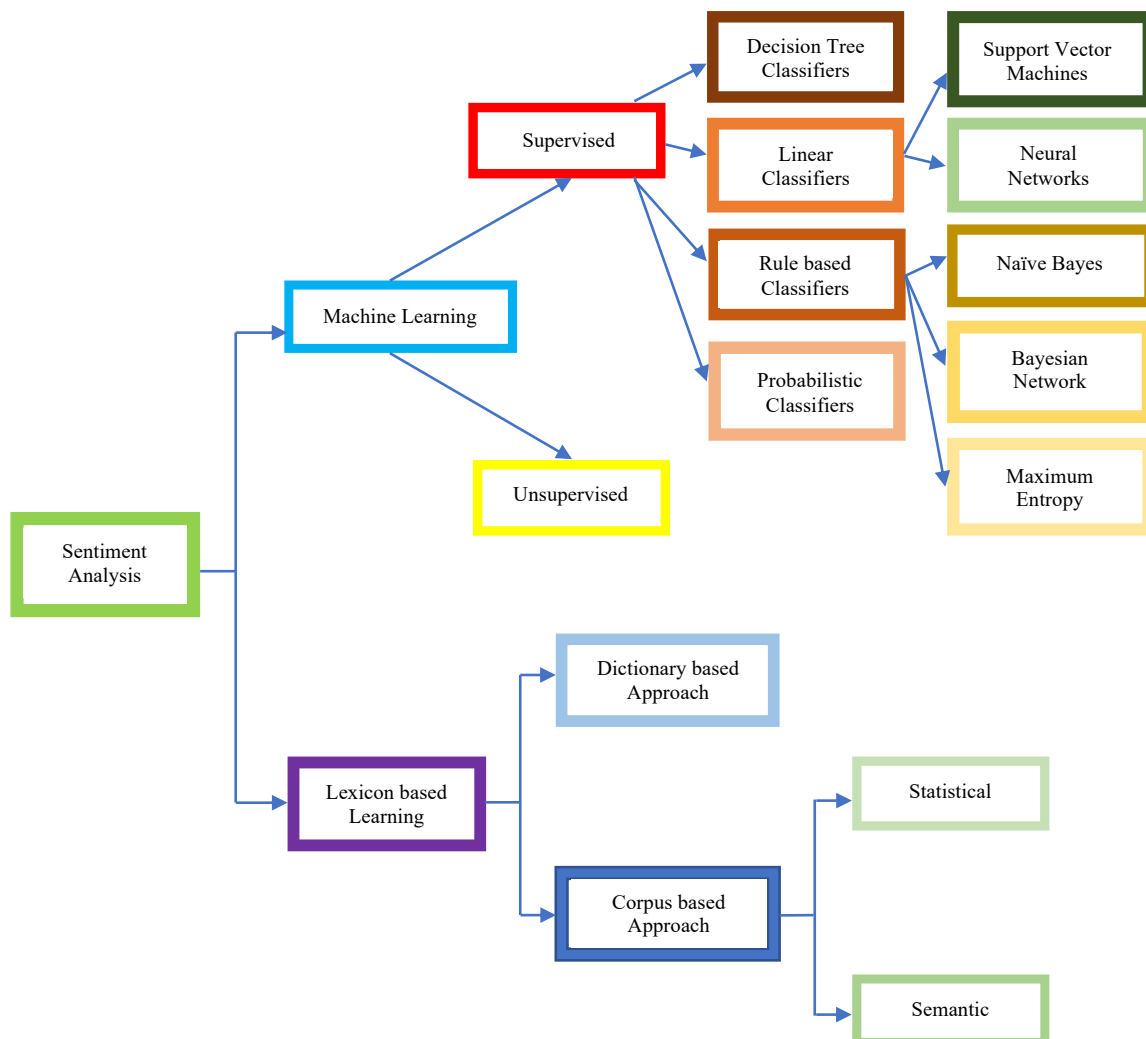 Decision Tree
Classifiers
Support Vector
Machines
Supervised
Linear
Classifiers
Neural
Networks
Rule based
Classifiers
Naïve Bayes
Machine Learning
Probabilistic
Classifiers
Bayesian
Network
Unsupervised
Maximum
Entropy
Sentiment
Analysis
Dictionary based
Approach
Lexicon based
Learning
Statistical
Corpus based
Approach
Semantic